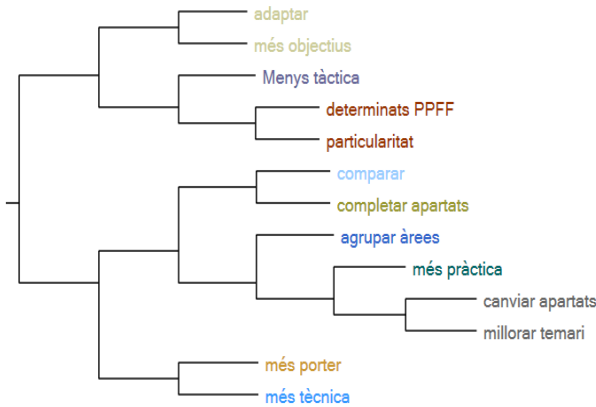 adaptar
més objectius
Menys tàctica
determinats PPFF
particularitat
comparar
completar apartats
agrupar àrees
més pràctica
canviar apartats
millorar temari
més porter
més tècnica